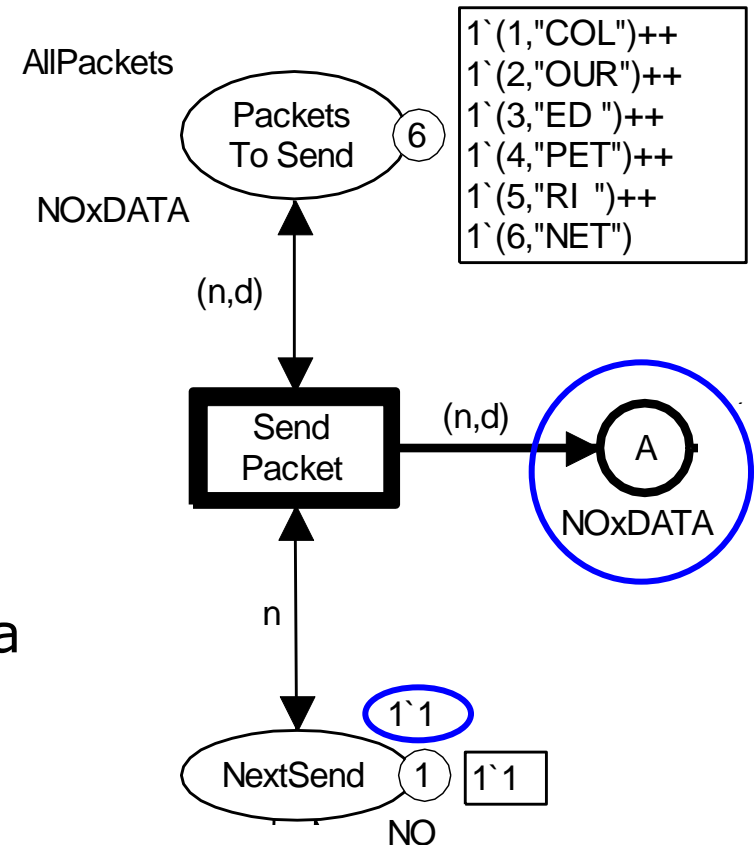 AllPackets
Packets
To Send
6
1`(1,"COL")++
1`(2,"OUR")++
1`(3,"ED ")++
1`(4,"PET")++
1`(5,"RI ")++
1`(6,"NET")
NOxDATA
(n,d)
Send
Packet
(n,d)
A
NOxDATA
n
a
1`1
NextSend
1
1`1
NO